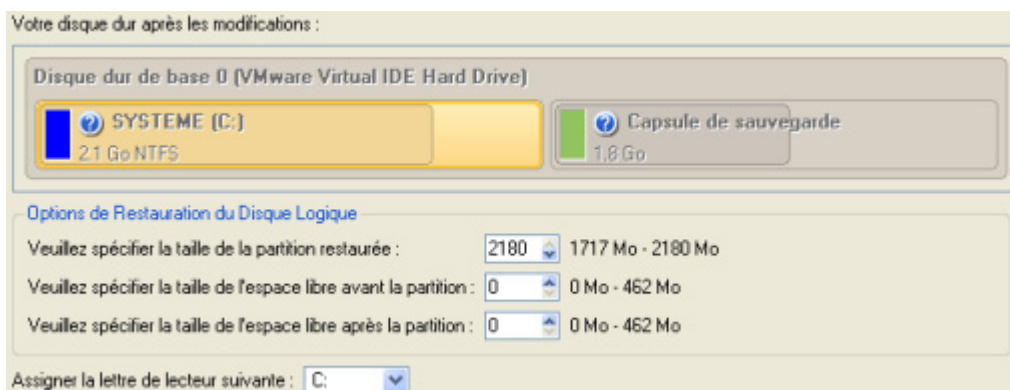 Votre disque dur après les modifications :
Disque dur de base 0 (VMware Virtual IDE Hard Drive)
SYSTEME (C:)
2.1 Go NTFS
Capsule de sauvegarde
1.8 Go
Options de Restauration du Disque Logique
Veuillez spécifier la taille de la partition restaurée : 2180 1717 Mo - 2180 Mo
Veuillez spécifier la taille de l'espace libre avant la partition : 0 0 Mo - 462 Mo
Veuillez spécifier la taille de l'espace libre après la partition : 0 0 Mo - 462 Mo
Assigner la lettre de lecteur suivante : C: